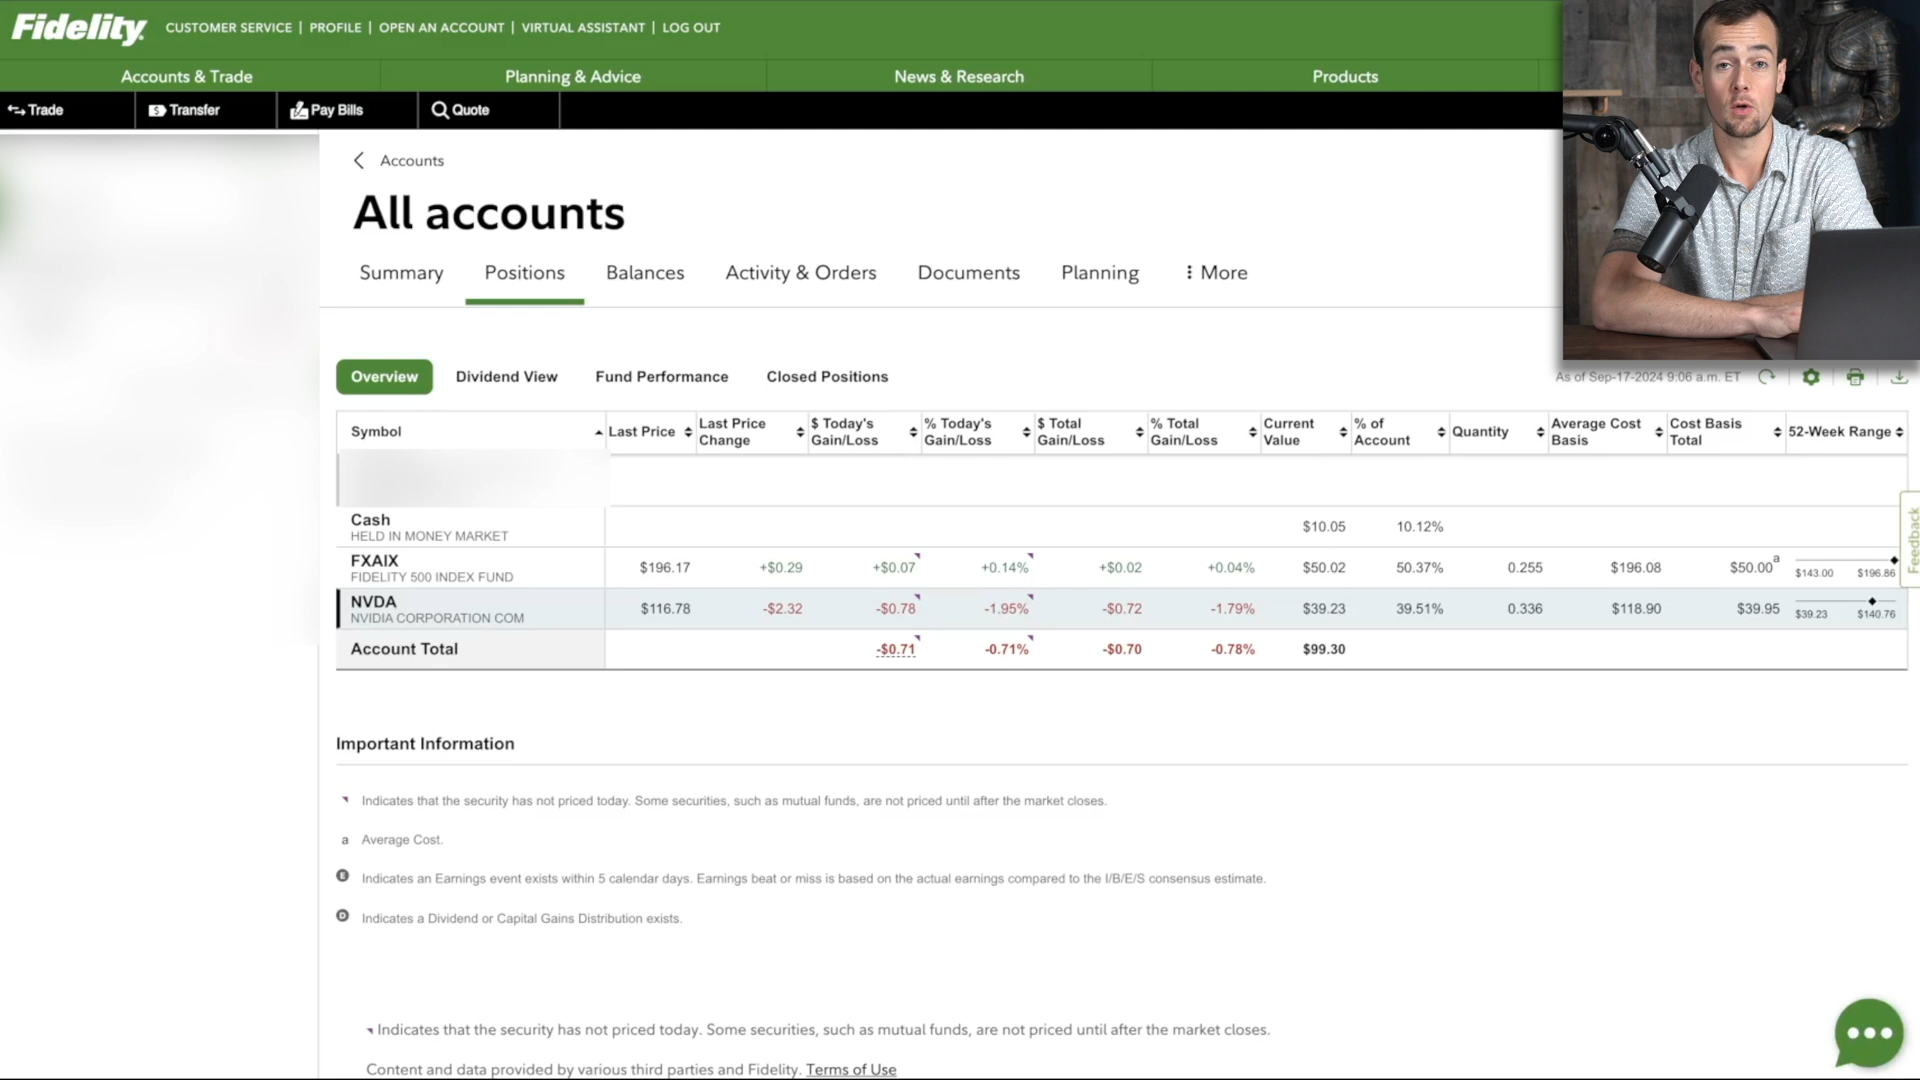 Fidelity
CUSTOMER SERVICE | PROFILE | OPEN AN ACCOUNT | VIRTUAL ASSISTANT | LOG OUT
Accounts & Trade Planning & Advice News & Research Products
Trade Transfer Pay Bills Quote
Accounts
All accounts
Summary Positions Balances Activity & Orders Documents Planning More
Overview Dividend View Fund Performance Closed Positions
As of Sep-17-2024 9:06 a.m. ET
Symbol Last Price Last Price Change $ Today's Gain/Loss % Today's Gain/Loss $ Total Gain/Loss % Total Gain/Loss Current Value % of Account Quantity Average Cost Basis Cost Basis Total 52-Week Range
Cash $10.05 10.12%
HELD IN MONEY MARKET
FXAIX $196.17 +$0.29 +$0.07 +0.14% +$0.02 +0.04% $50.02 50.37% 0.255 $196.08 $50.00 a $143.00 $196.86
FIDELITY 500 INDEX FUND
NVDA $116.78 -$2.32 -$0.78 -1.95% -$0.72 -1.79% $39.23 39.51% 0.336 $118.90 $39.95 $39.23 $140.76
NVIDIA CORPORATION COM
Account Total -$0.71 -0.71% -$0.70 -0.78% $99.30
Feedback
Important Information
Indicates that the security has not priced today. Some securities, such as mutual funds, are not priced until after the market closes.
a Average Cost.
E Indicates an Earnings event exists within 5 calendar days. Earnings beat or miss is based on the actual earnings compared to the I/B/E/S consensus estimate.
D Indicates a Dividend or Capital Gains Distribution exists.
Indicates that the security has not priced today. Some securities, such as mutual funds, are not priced until after the market closes.
Content and data provided by various third parties and Fidelity. Terms of Use